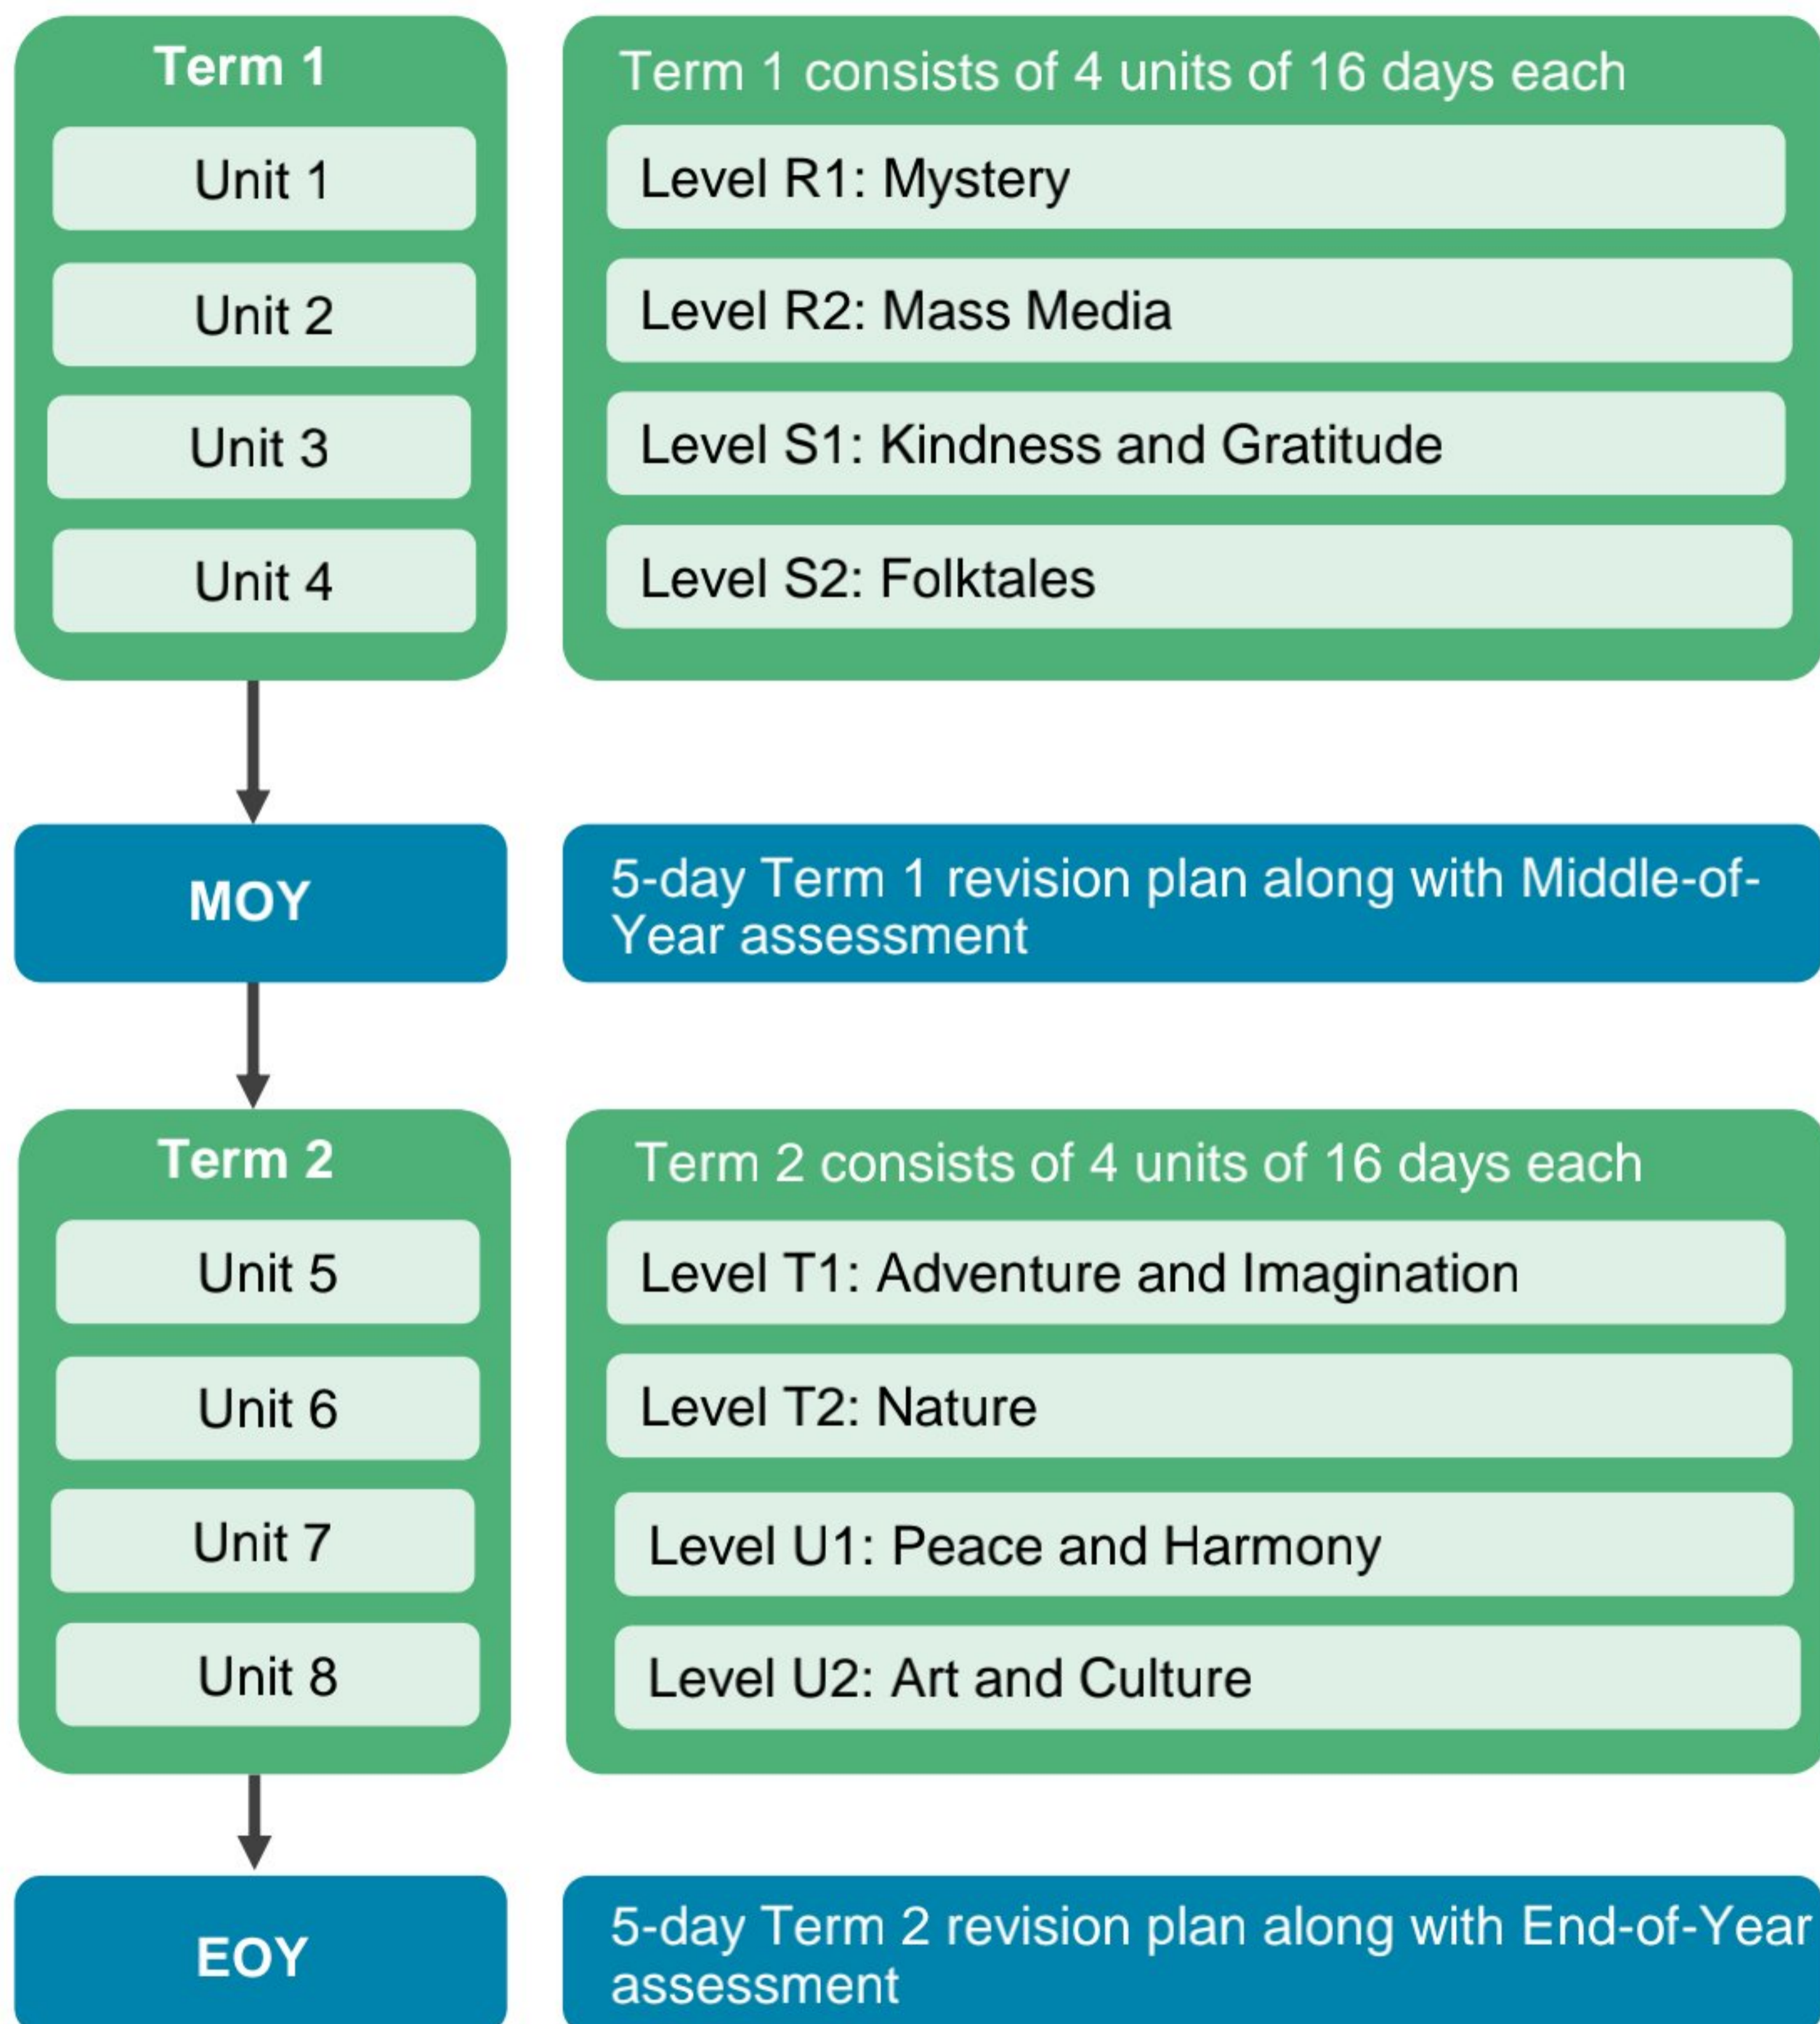 Term 1
Unit 1
Unit 2
Unit 3
Unit 4
Term 1 consists of 4 units of 16 days each
Level R1: Mystery
Level R2: Mass Media
Level S1: Kindness and Gratitude
Level S2: Folktales
MOY
5-day Term 1 revision plan along with Middle-of-
Year assessment
Term 2
Unit 5
Unit 6
Unit 7
Unit 8
Term 2 consists of 4 units of 16 days each
Level T1: Adventure and Imagination
Level T2: Nature
Level U1: Peace and Harmony
Level U2: Art and Culture
EOY
5-day Term 2 revision plan along with End-of-Year
assessment